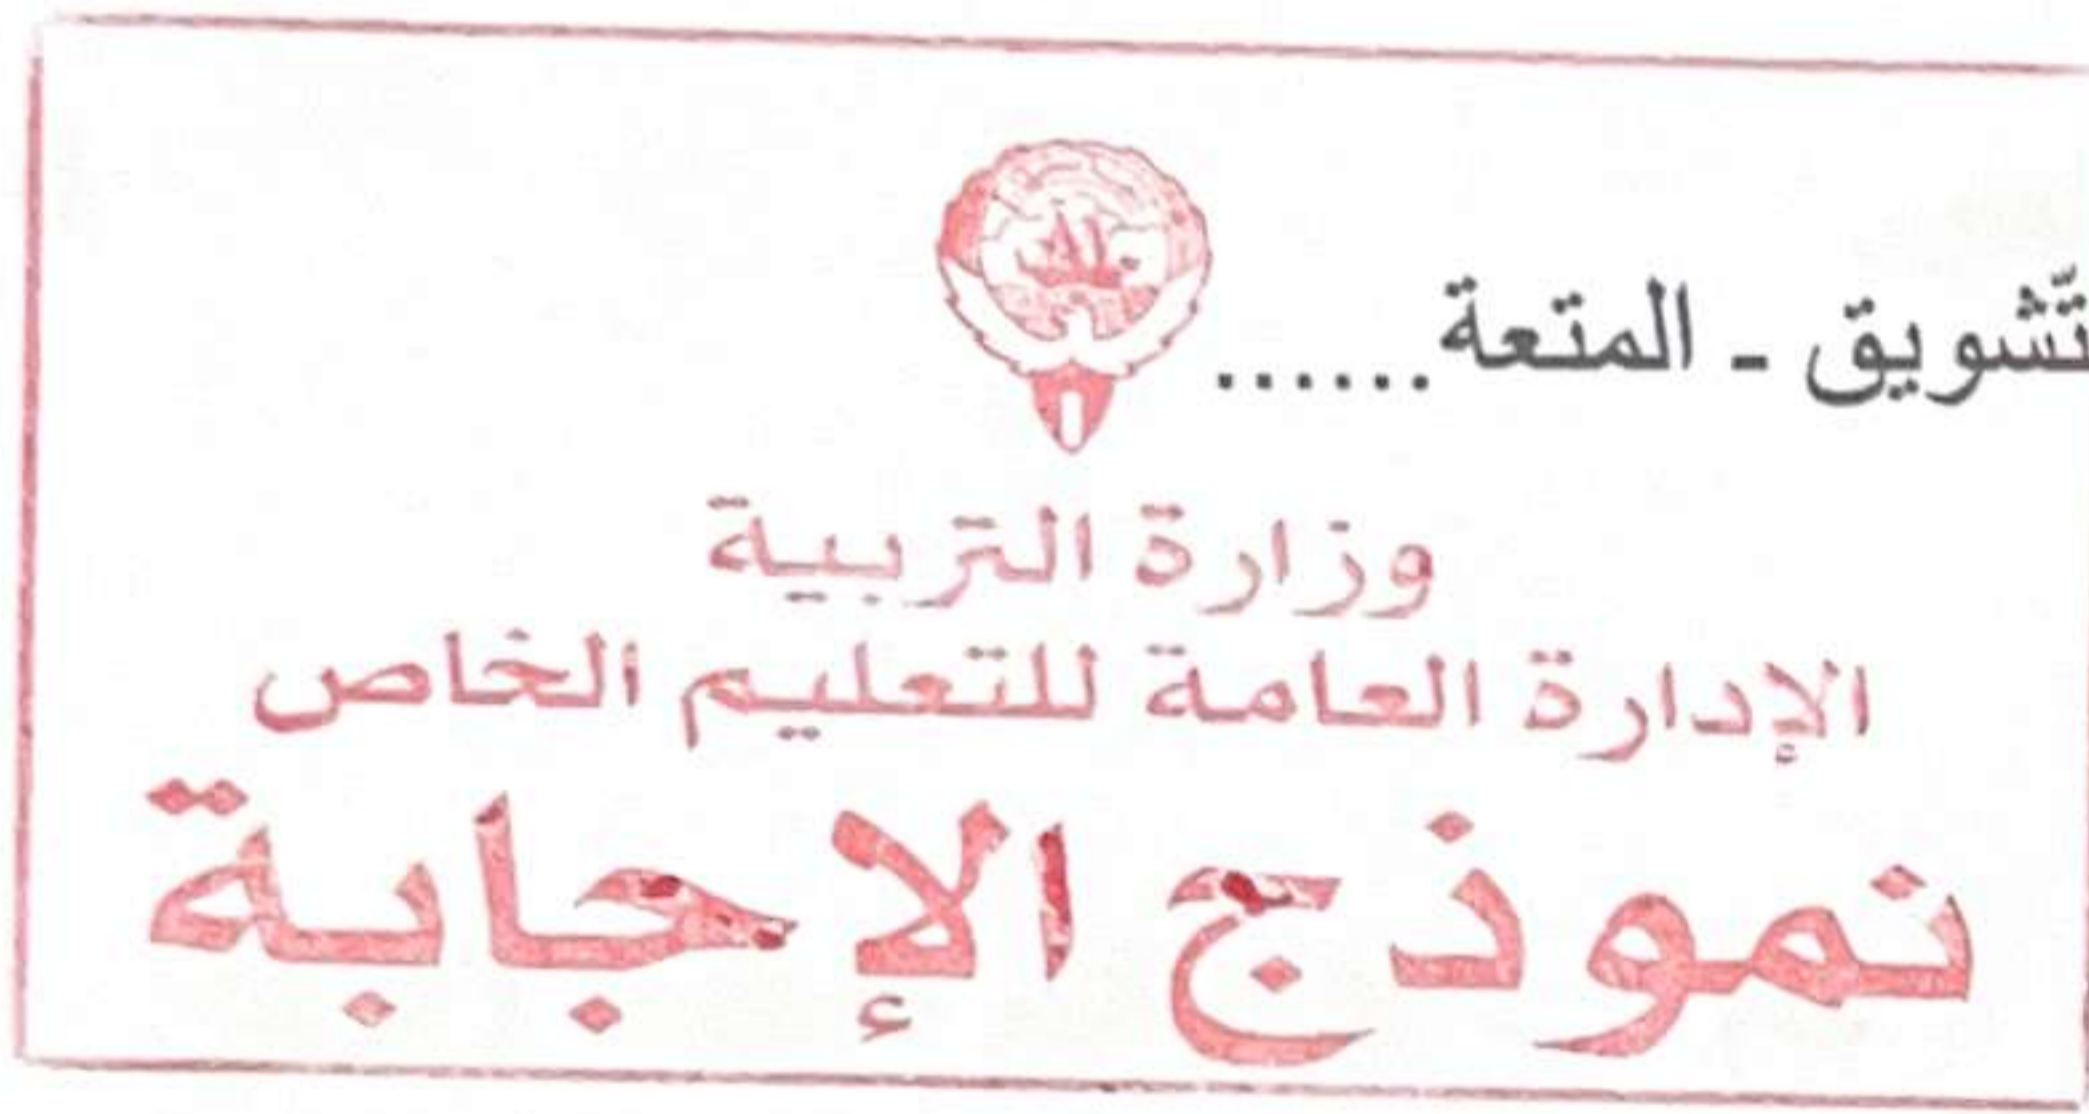 تّشويق - المتعة......
وزارة التربية
الإدارة العامة للتعليم الخاص
نموذج الإجابة